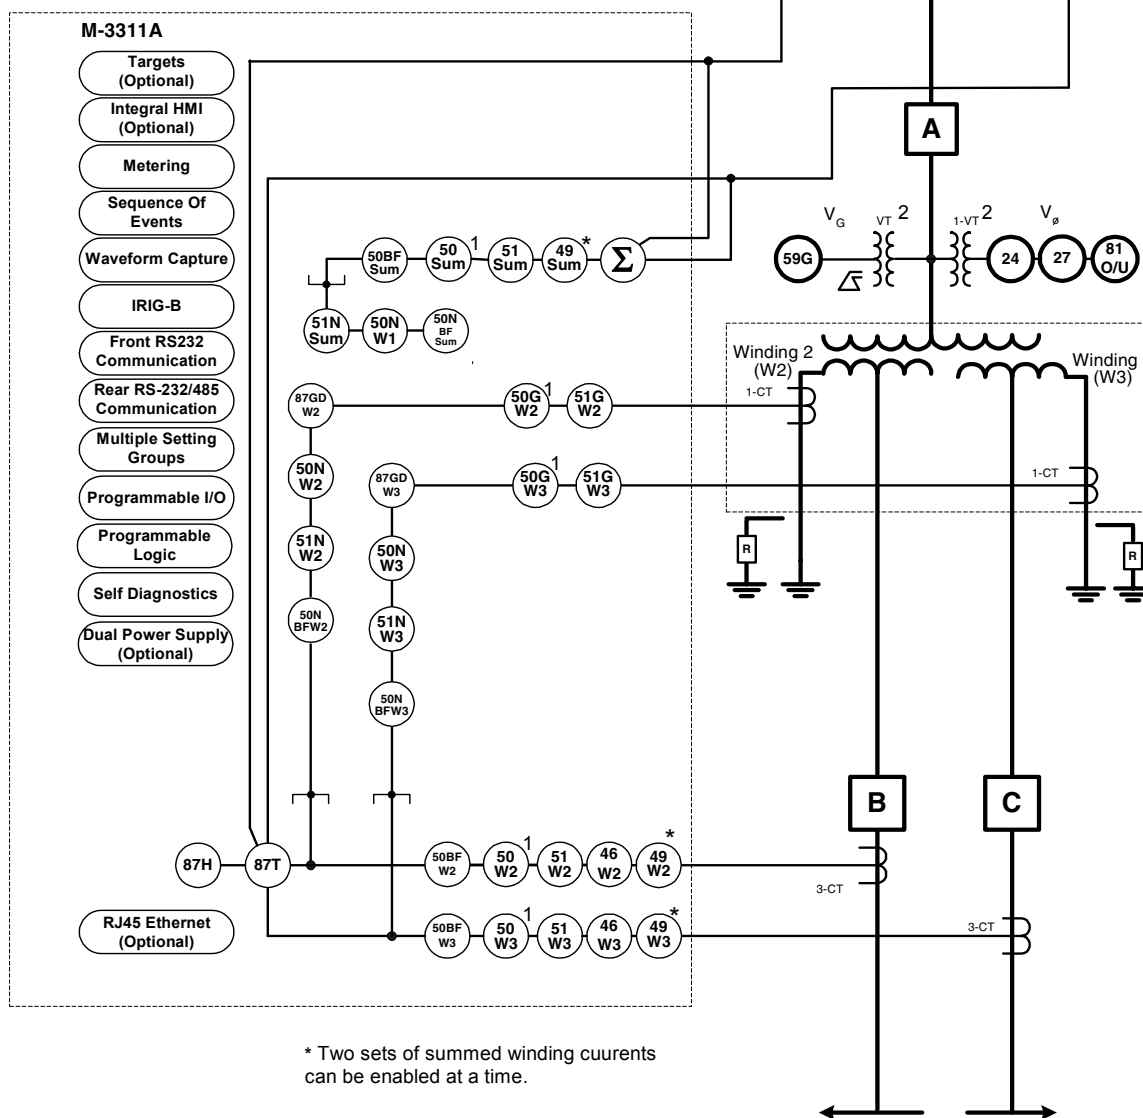 M-3311A
Targets
(Optional)
Integral HMI
(Optional)
Metering
Sequence Of
Events
Waveform Capture
IRIG-B
Front RS232
Communication
Rear RS-232/485
Communication
Multiple Setting
Groups
Programmable I/O
Programmable
Logic
Self Diagnostics
Dual Power Supply
(Optional)
RJ45 Ethernet
(Optional)
A
VG
VT 2
1-VT 2
Vø
59G
24
27
81
O/U
50BF
Sum
50
Sum
1
51
Sum
49
Sum
*
Σ
51N
Sum
50N
W1
50N
BF
Sum
Winding 2
(W2)
Winding
(W3)
87GD
W2
50G
W2
1
51G
W2
1-CT
50N
W2
87GD
W3
50G
W3
1
51G
W3
1-CT
51N
W2
50N
W3
R
R
50N
BFW2
51N
W3
50N
BFW3
B
C
87H
87T
50BF
W2
50
W2
1
51
W2
46
W2
49
W2
*
3-CT
50BF
W3
50
W3
1
51
W3
46
W3
49
W3
*
3-CT
* Two sets of summed winding cuurents
can be enabled at a time.